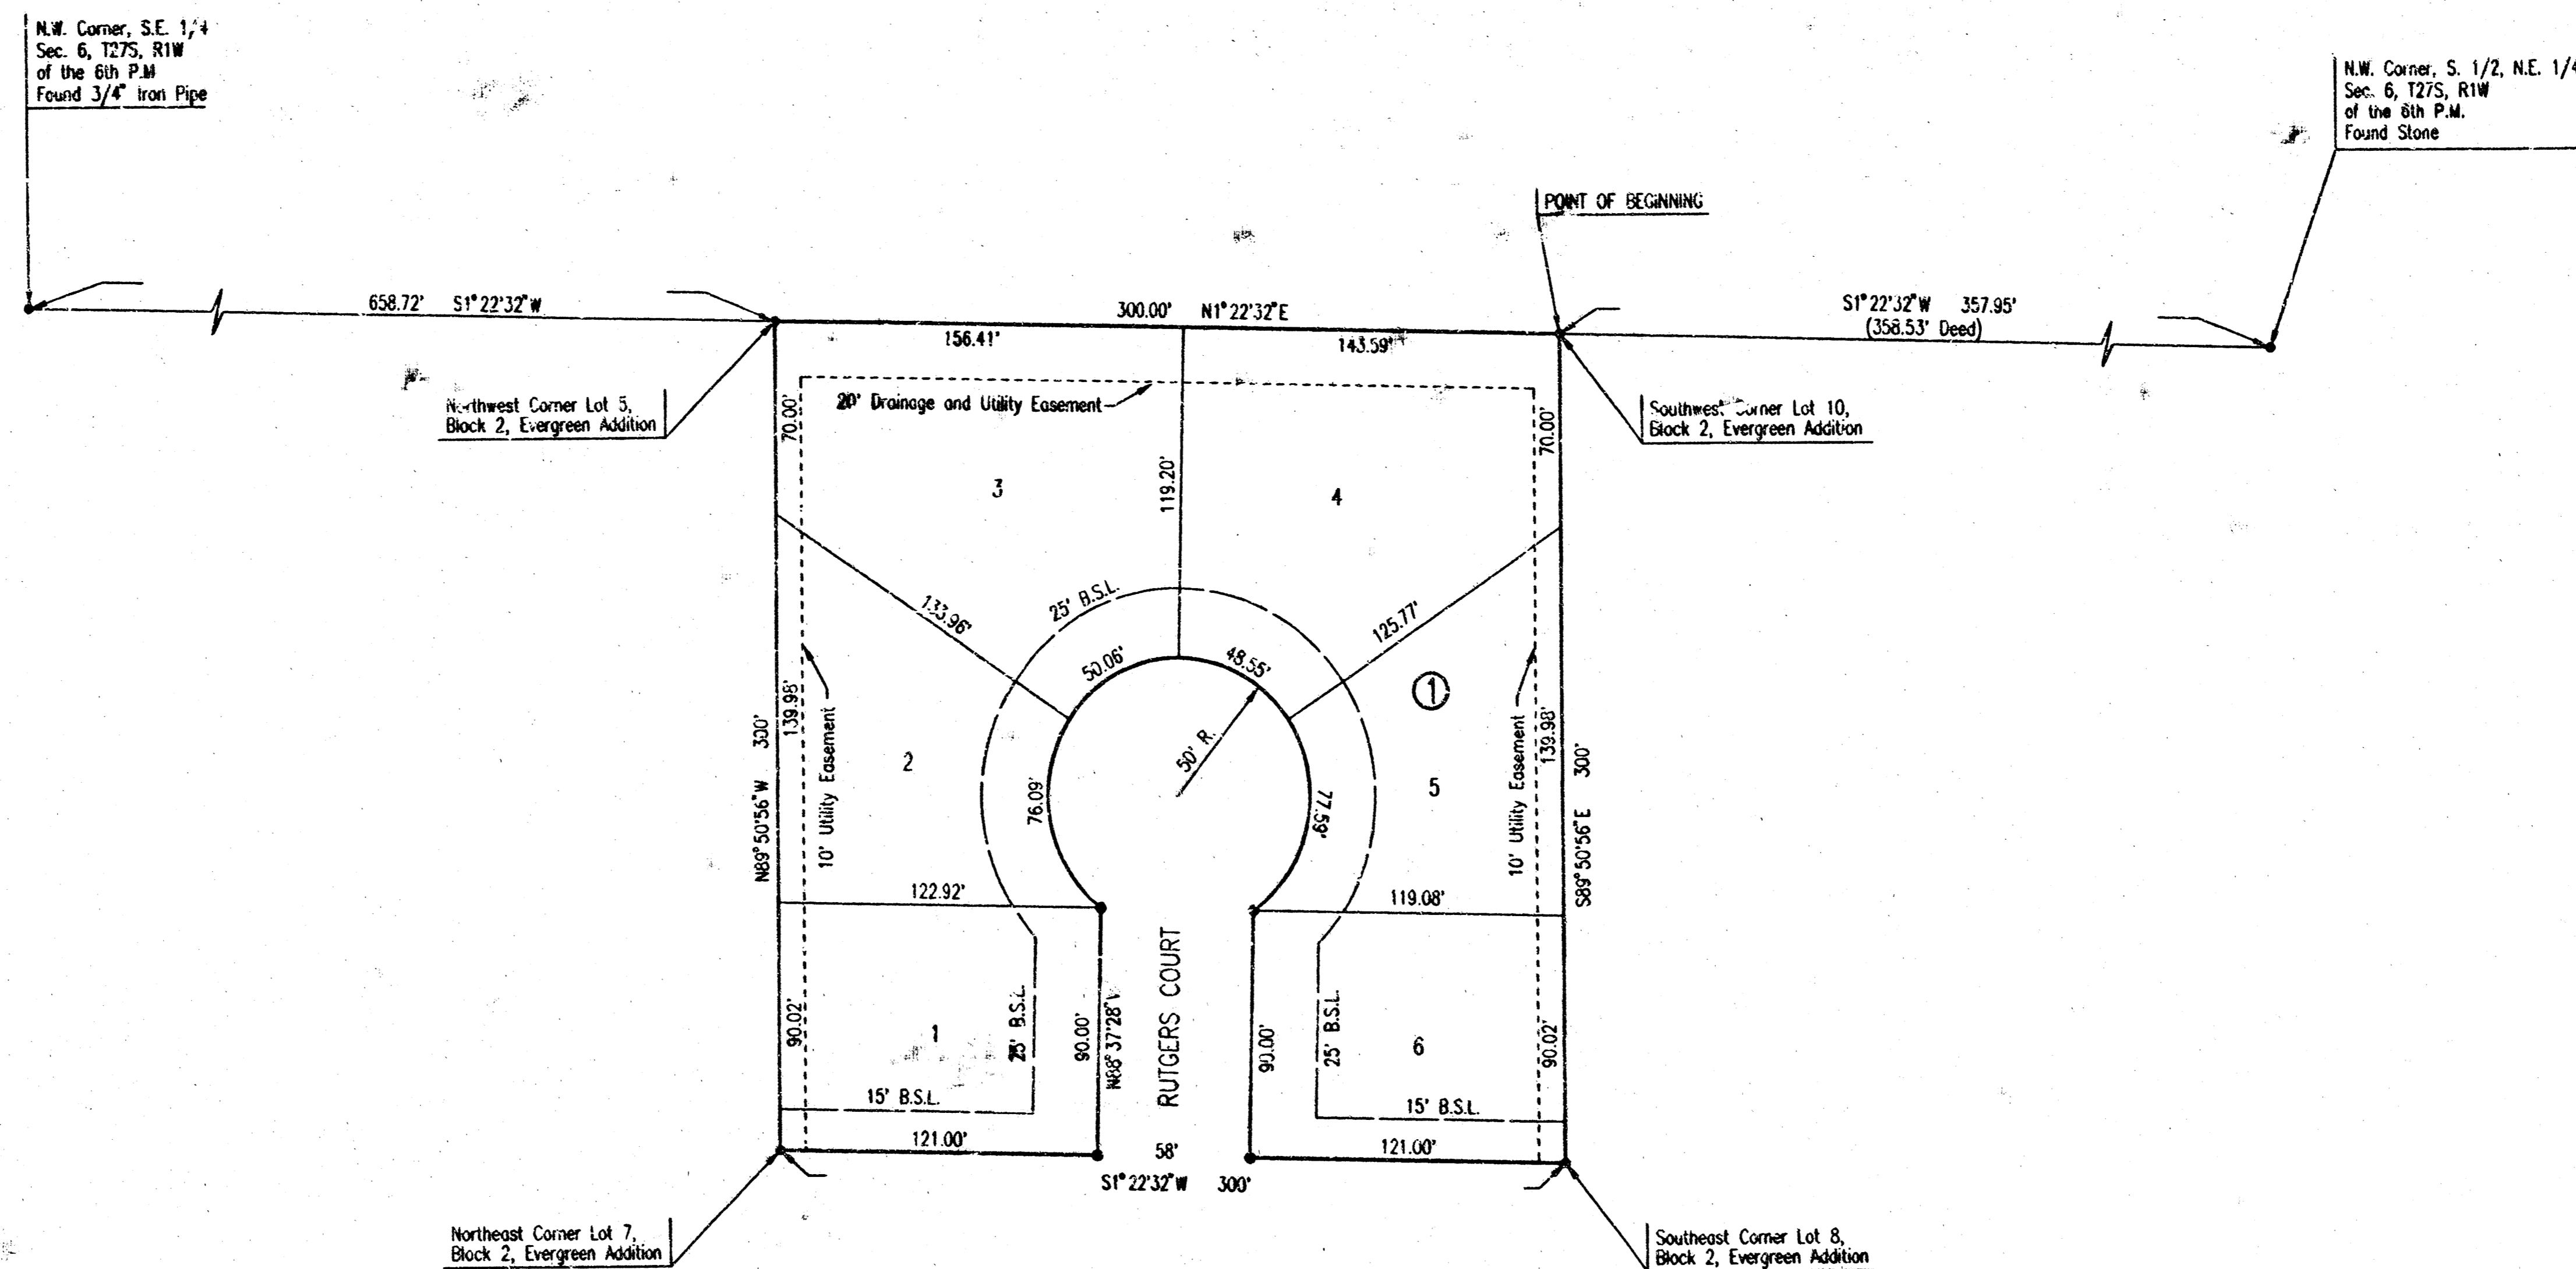 N.W. Corner, S.E. 1/4
Sec. 6, T27S, R1W
of the 6th P.M
Found 3/4" Iron Pipe
N.W. Corner, S. 1/2, N.E. 1/4
Sec. 6, T27S, R1W
of the 6th P.M.
Found Stone
POINT OF BEGINNING
658.72' S1°22'32"W
300.00' N1°22'32"E
S1°22'32"W 357.95'
(358.53' Deed)
156.41'
143.59'
Northwest Corner Lot 5,
Block 2, Evergreen Addition
70.00'
20' Drainage and Utility Easement
70.00'
Southwest Corner Lot 10,
Block 2, Evergreen Addition
3
119.20'
4
133.96'
25' B.S.L.
125.77'
50.06'
48.55'
1
N89°50'56"W 300'
139.98'
10' Utility Easement
2
76.09'
50' R.
77.59'
5
10' Utility Easement
139.98'
S89°50'56"E 300'
122.92'
119.08'
90.02'
1
25' B.S.L.
90.00'
N88°37'28"W
RUTGERS COURT
90.00'
25' B.S.L.
6
90.02'
15' B.S.L.
15' B.S.L.
121.00'
58'
121.00'
S1°22'32"W 300'
Northeast Corner Lot 7,
Block 2, Evergreen Addition
Southeast Corner Lot 8,
Block 2, Evergreen Addition